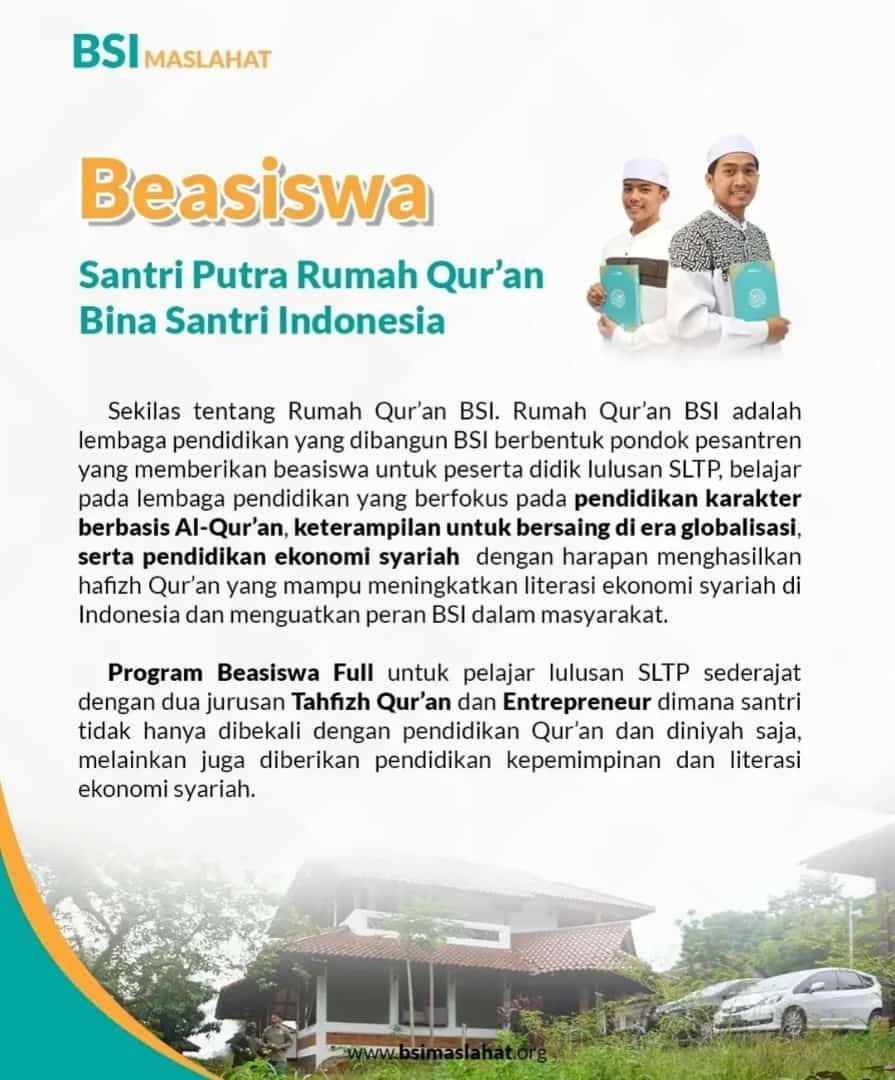 BSI MASLAHAT
Beasiswa
Santri Putra Rumah Qur'an
Bina Santri Indonesia
Sekilas tentang Rumah Qur'an BSI. Rumah Qur'an BSI adalah
lembaga pendidikan yang dibangun BSI berbentuk pondok pesantren
yang memberikan beasiswa untuk peserta didik lulusan SLTP, belajar
pada lembaga pendidikan yang berfokus pada pendidikan karakter
berbasis Al-Qur'an, keterampilan untuk bersaing di era globalisasi,
serta pendidikan ekonomi syariah dengan harapan menghasilkan
hafizh Qur'an yang mampu meningkatkan literasi ekonomi syariah di
Indonesia dan menguatkan peran BSI dalam masyarakat.
Program Beasiswa Full untuk pelajar lulusan SLTP sederajat
dengan dua jurusan Tahfizh Qur'an dan Entrepreneur dimana santri
tidak hanya dibekali dengan pendidikan Qur'an dan diniyah saja,
melainkan juga diberikan pendidikan kepemimpinan dan literasi
ekonomi syariah.
www.bsimaslahat.org